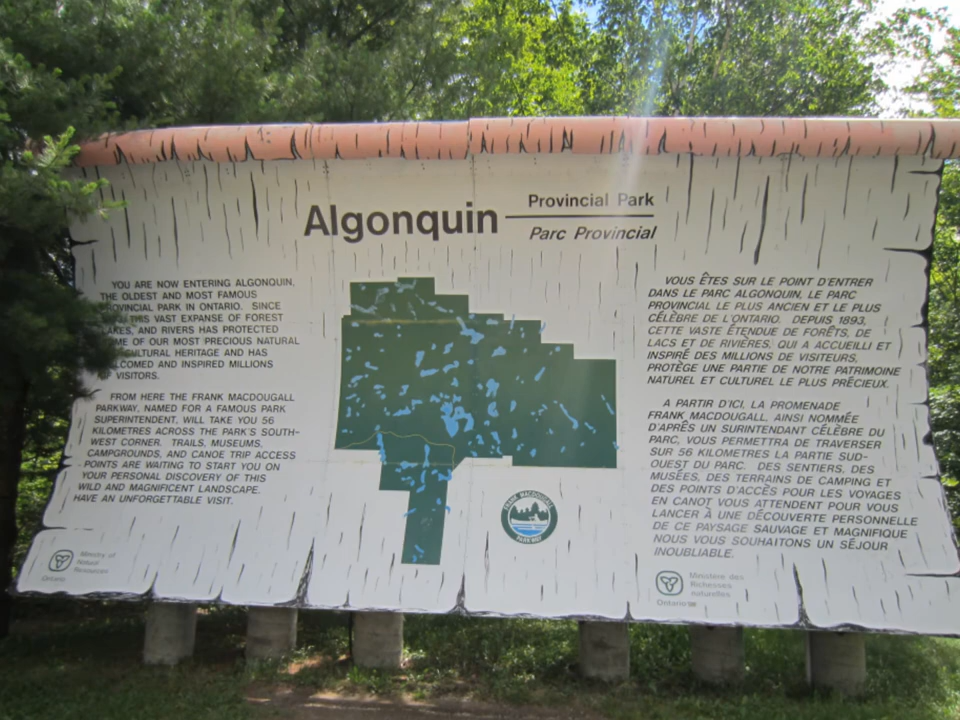 Algonquin
Provincial Park
Parc Provincial
YOU ARE NOW ENTERING ALGONQUIN,
THE OLDEST AND MOST FAMOUS
PROVINCIAL PARK IN ONTARIO. SINCE
THIS VAST EXPANSE OF FOREST
LAKES, AND RIVERS HAS PROTECTED
SOME OF OUR MOST PRECIOUS NATURAL
CULTURAL HERITAGE AND HAS
WELCOMED AND INSPIRED MILLIONS
OF VISITORS.
FROM HERE THE FRANK MACDOUGALL
PARKWAY, NAMED FOR A FAMOUS PARK
SUPERINTENDENT, WILL TAKE YOU 56
KILOMETRES ACROSS THE PARK'S SOUTH-
WEST CORNER. TRAILS, MUSEUMS,
CAMPGROUNDS, AND CANOE TRIP ACCESS
POINTS ARE WAITING TO START YOU ON
YOUR PERSONAL DISCOVERY OF THIS
WILD AND MAGNIFICENT LANDSCAPE.
HAVE AN UNFORGETTABLE VISIT.
Ministry of
Natural
Resources
Ontario
FRANK MACDOUGALL
PARKWAY
VOUS ÊTES SUR LE POINT D'ENTRER
DANS LE PARC ALGONQUIN, LE PARC
PROVINCIAL LE PLUS ANCIEN ET LE PLUS
CÉLÈBRE DE L'ONTARIO. DEPUIS 1893,
CETTE VASTE ÉTENDUE DE FORÊTS, DE
LACS ET DE RIVIÈRES, QUI A ACCUEILLI ET
INSPIRÉ DES MILLIONS DE VISITEURS,
PROTÈGE UNE PARTIE DE NOTRE PATRIMOINE
NATUREL ET CULTUREL LE PLUS PRÉCIEUX.
A PARTIR D'ICI, LA PROMENADE
FRANK MACDOUGALL, AINSI NOMMÉE
D'APRÈS UN SURINTENDANT CÉLÈBRE DU
PARC, VOUS PERMETTRA DE TRAVERSER
SUR 56 KILOMETRES LA PARTIE SUD-
OUEST DU PARC. DES SENTIERS, DES
MUSÉES, DES TERRAINS DE CAMPING ET
DES POINTS D'ACCÈS POUR LES VOYAGES
EN CANOT VOUS ATTENDENT POUR VOUS
LANCER À UNE DÉCOUVERTE PERSONNELLE
DE CE PAYSAGE SAUVAGE ET MAGNIFIQUE
NOUS VOUS SOUHAITONS UN SÉJOUR
INOUBLIABLE.
Ministère des
Richesses
naturelles
Ontario